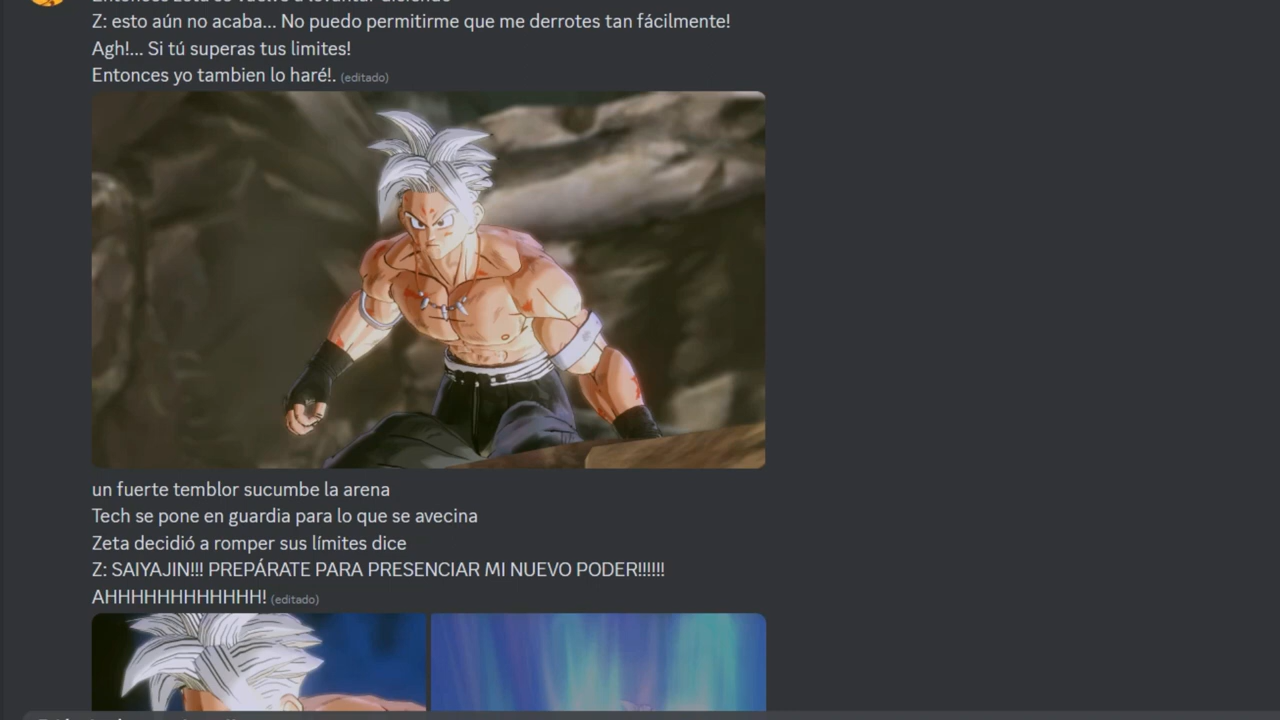 Z: esto aún no acaba... No puedo permitirme que me derrotes tan fácilmente!
Agh!... Si tú superas tus limites!
Entonces yo tambien lo haré!. (editado)
un fuerte temblor sucumbe la arena
Tech se pone en guardia para lo que se avecina
Zeta decidió a romper sus límites dice
Z: SAIYAJIN!!! PREPÁRATE PARA PRESENCIAR MI NUEVO PODER!!!!!!
AHHHHHHHHHHHH! (editado)